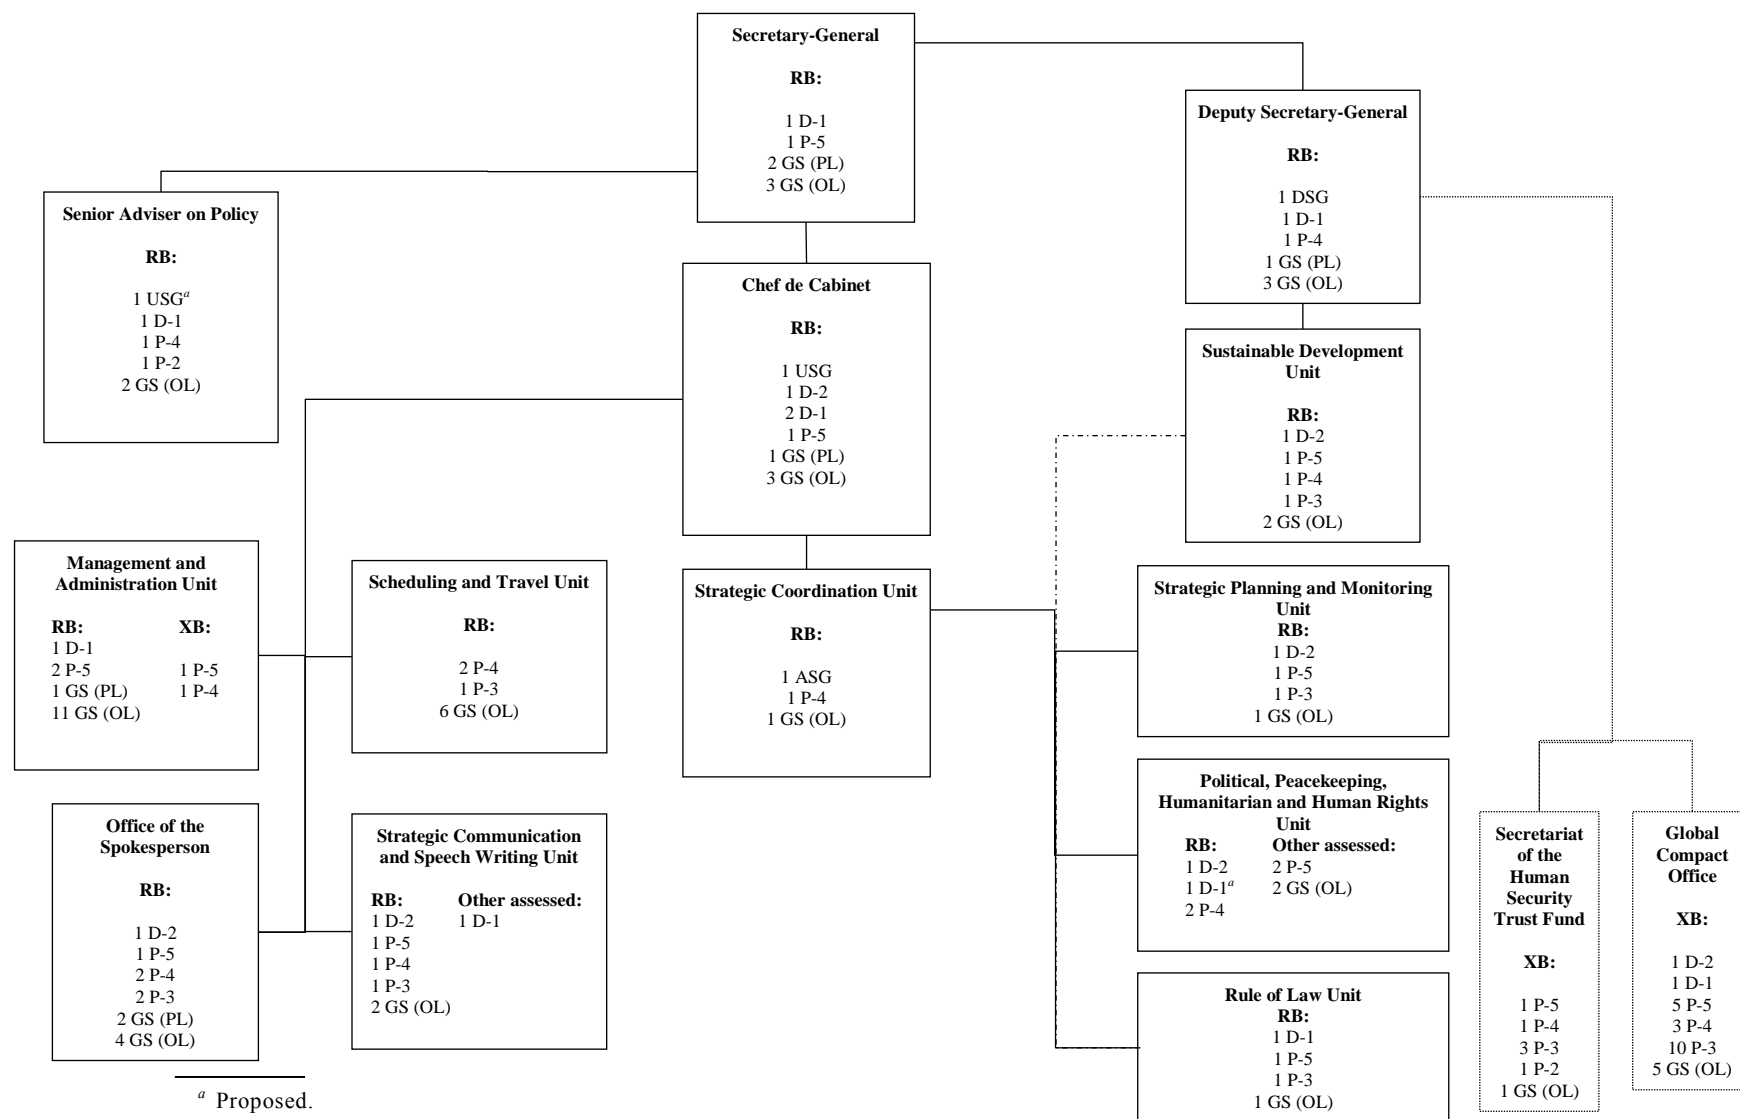 Secretary-General
RB:
1 D-1
1 P-5
2 GS (PL)
3 GS (OL)
Deputy Secretary-General
RB:
1 DSG
1 D-1
1 P-4
1 GS (PL)
3 GS (OL)
Senior Adviser on Policy
RB:
1 USGᵃ
1 D-1
1 P-4
1 P-2
2 GS (OL)
Chef de Cabinet
RB:
1 USG
1 D-2
2 D-1
1 P-5
1 GS (PL)
3 GS (OL)
Sustainable Development
Unit
RB:
1 D-2
1 P-5
1 P-4
1 P-3
2 GS (OL)
Management and
Administration Unit
RB: XB:
1 D-1
2 P-5 1 P-5
1 GS (PL) 1 P-4
11 GS (OL)
Scheduling and Travel Unit
RB:
2 P-4
1 P-3
6 GS (OL)
Strategic Coordination Unit
RB:
1 ASG
1 P-4
1 GS (OL)
Strategic Planning and Monitoring
Unit
RB:
1 D-2
1 P-5
1 P-3
1 GS (OL)
Office of the
Spokesperson
RB:
1 D-2
1 P-5
2 P-4
2 P-3
2 GS (PL)
4 GS (OL)
Strategic Communication
and Speech Writing Unit
RB: Other assessed:
1 D-2 1 D-1
1 P-5
1 P-4
1 P-3
2 GS (OL)
Political, Peacekeeping,
Humanitarian and Human Rights
Unit
RB: Other assessed:
1 D-2 2 P-5
1 D-1ᵃ 2 GS (OL)
2 P-4
Rule of Law Unit
RB:
1 D-1
1 P-5
1 P-3
1 GS (OL)
Secretariat
of the
Human
Security
Trust Fund
XB:
1 P-5
1 P-4
3 P-3
1 P-2
1 GS (OL)
Global
Compact
Office
XB:
1 D-2
1 D-1
5 P-5
3 P-4
10 P-3
5 GS (OL)
ᵃ Proposed.